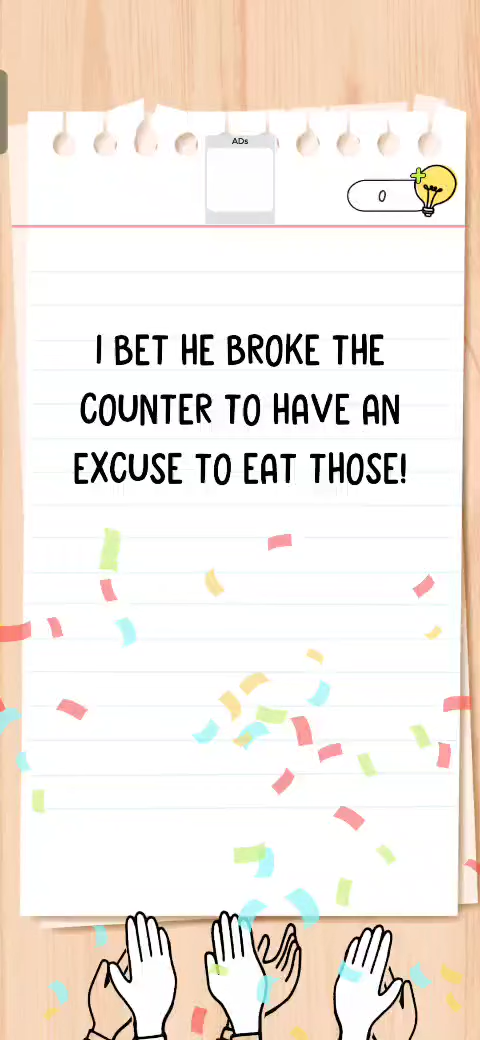 ADs
0
I BET HE BROKE THE
COUNTER TO HAVE AN
EXCUSE TO EAT THOSE!